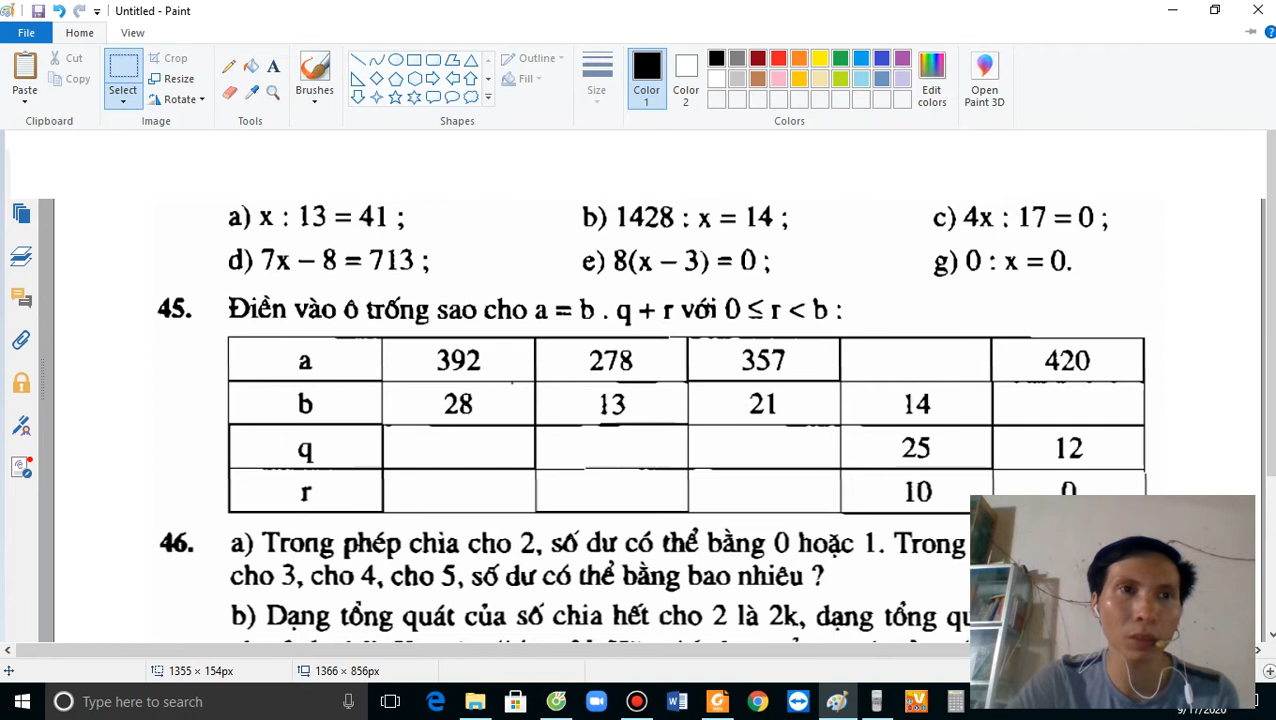 Untitled - Paint
File Home View
Paste
Cut
Copy
Clipboard
Select
Crop
Resize
Rotate
Image
Tools
Brushes
Shapes
Outline
Fill
Size
Color 1
Color 2
Colors
Edit colors
Open Paint 3D
a) x : 13 = 41 ; b) 1428 : x = 14 ; c) 4x : 17 = 0 ;
d) 7x – 8 = 713 ; e) 8(x – 3) = 0 ; g) 0 : x = 0.
45. Điền vào ô trống sao cho a = b . q + r với 0 ≤ r < b :
a 392 278 357 420
b 28 13 21 14
q 25 12
r 10 0
46. a) Trong phép chia cho 2, số dư có thể bằng 0 hoặc 1. Trong
cho 3, cho 4, cho 5, số dư có thể bằng bao nhiêu ?
b) Dạng tổng quát của số chia hết cho 2 là 2k, dạng tổng
1355 × 154px 1366 × 856px
Type here to search
9/17/2020